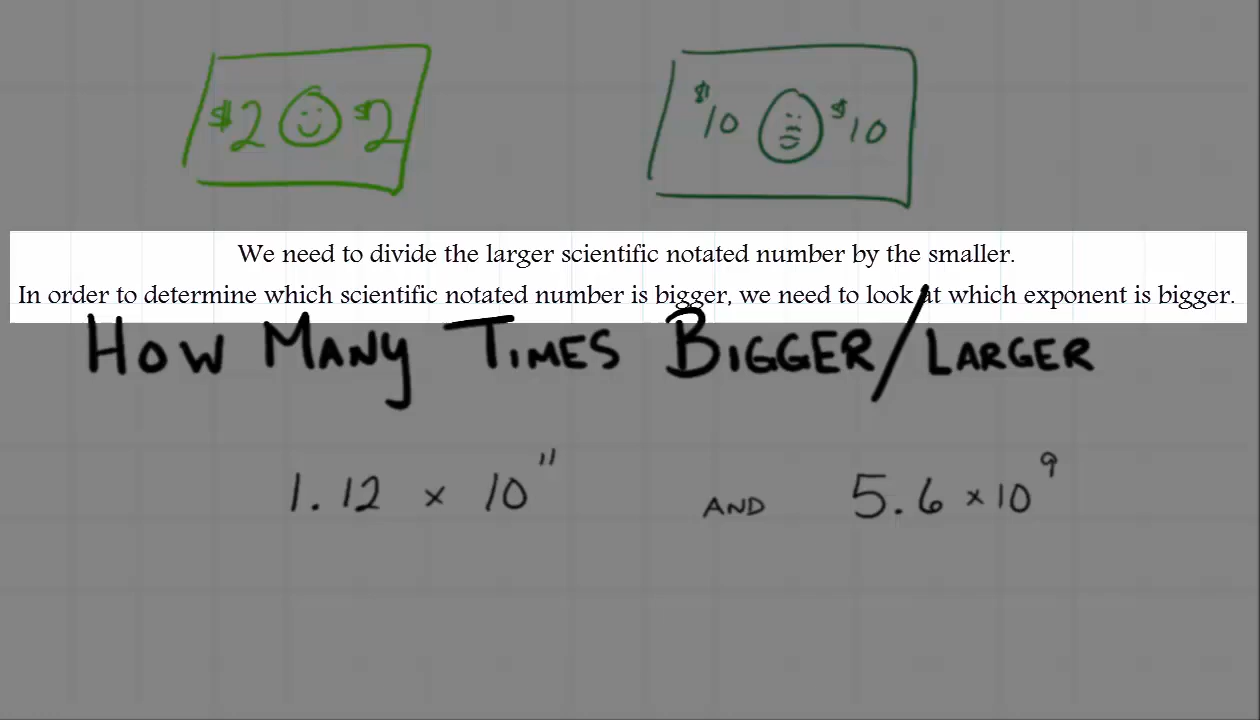 $2 $2 $10 $10
We need to divide the larger scientific notated number by the smaller.
In order to determine which scientific notated number is bigger, we need to look at which exponent is bigger.
HOW MANY TIMES BIGGER/LARGER
1.12 × 10¹¹ AND 5.6 × 10⁹